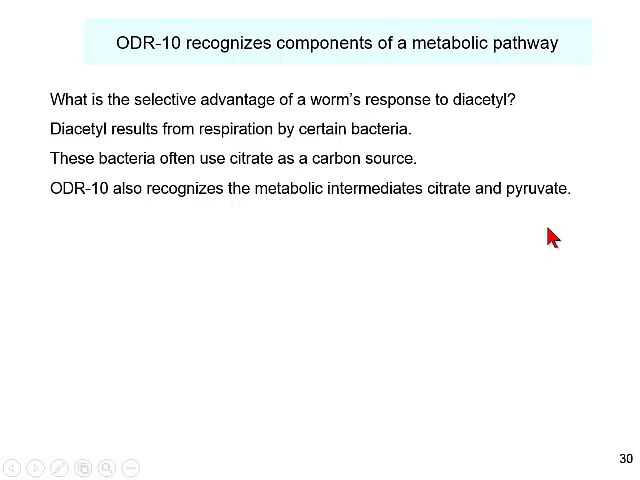 ODR-10 recognizes components of a metabolic pathway
What is the selective advantage of a worm's response to diacetyl?
Diacetyl results from respiration by certain bacteria.
These bacteria often use citrate as a carbon source.
ODR-10 also recognizes the metabolic intermediates citrate and pyruvate.
30